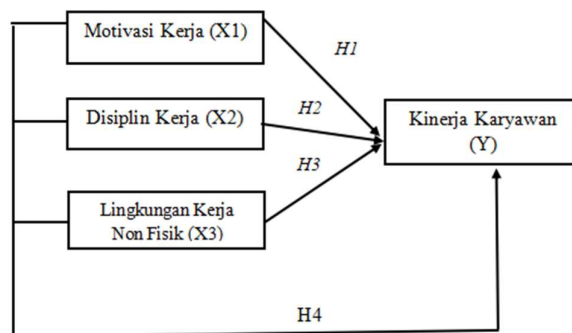 Motivasi Kerja (X1)
H1
Disiplin Kerja (X2)
H2
Kinerja Karyawan
(Y)
H3
Lingkungan Kerja
Non Fisik (X3)
H4